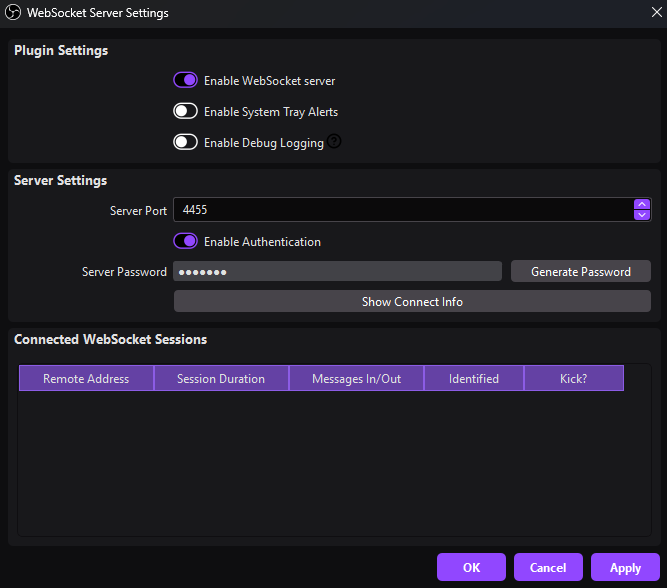 WebSocket Server Settings
Plugin Settings
Enable WebSocket server
Enable System Tray Alerts
Enable Debug Logging ?
Server Settings
Server Port 4455
Enable Authentication
Server Password ●●●●●●● Generate Password
Show Connect Info
Connected WebSocket Sessions
Remote Address Session Duration Messages In/Out Identified Kick?
OK Cancel Apply